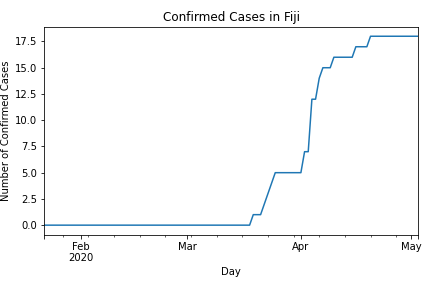 Confirmed Cases in Fiji
Number of Confirmed Cases
17.5
15.0
12.5
10.0
7.5
5.0
2.5
0.0
Feb
2020
Mar
Apr
May
Day